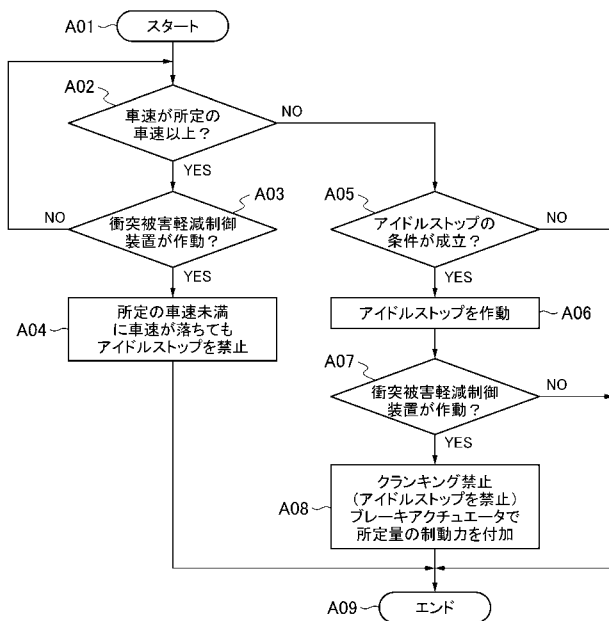 A01
スタート
A02
車速が所定の
車速以上？
NO
YES
A03
衝突被害軽減制御
装置が作動？
NO
YES
A04
所定の車速未満
に車速が落ちても
アイドルストップを禁止
A05
アイドルストップの
条件が成立？
NO
YES
アイドルストップを作動
A06
A07
衝突被害軽減制御
装置が作動？
NO
YES
A08
クランキング禁止
(アイドルストップを禁止)
ブレーキアクチュエータで
所定量の制動力を付加
A09
エンド